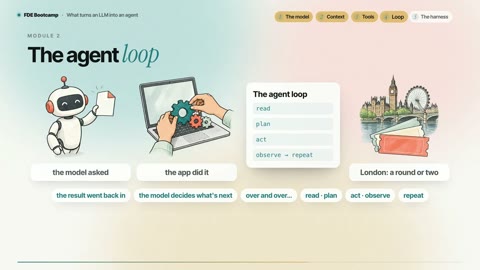 FDE Bootcamp · What turns an LLM into an agent
The model
Context
Tools
Loop
The harness
MODULE 2
The agent loop
The agent loop
read
plan
act
observe → repeat
the model asked
the app did it
London: a round or two
the result went back in
the model decides what's next
over and over...
read · plan
act · observe
repeat